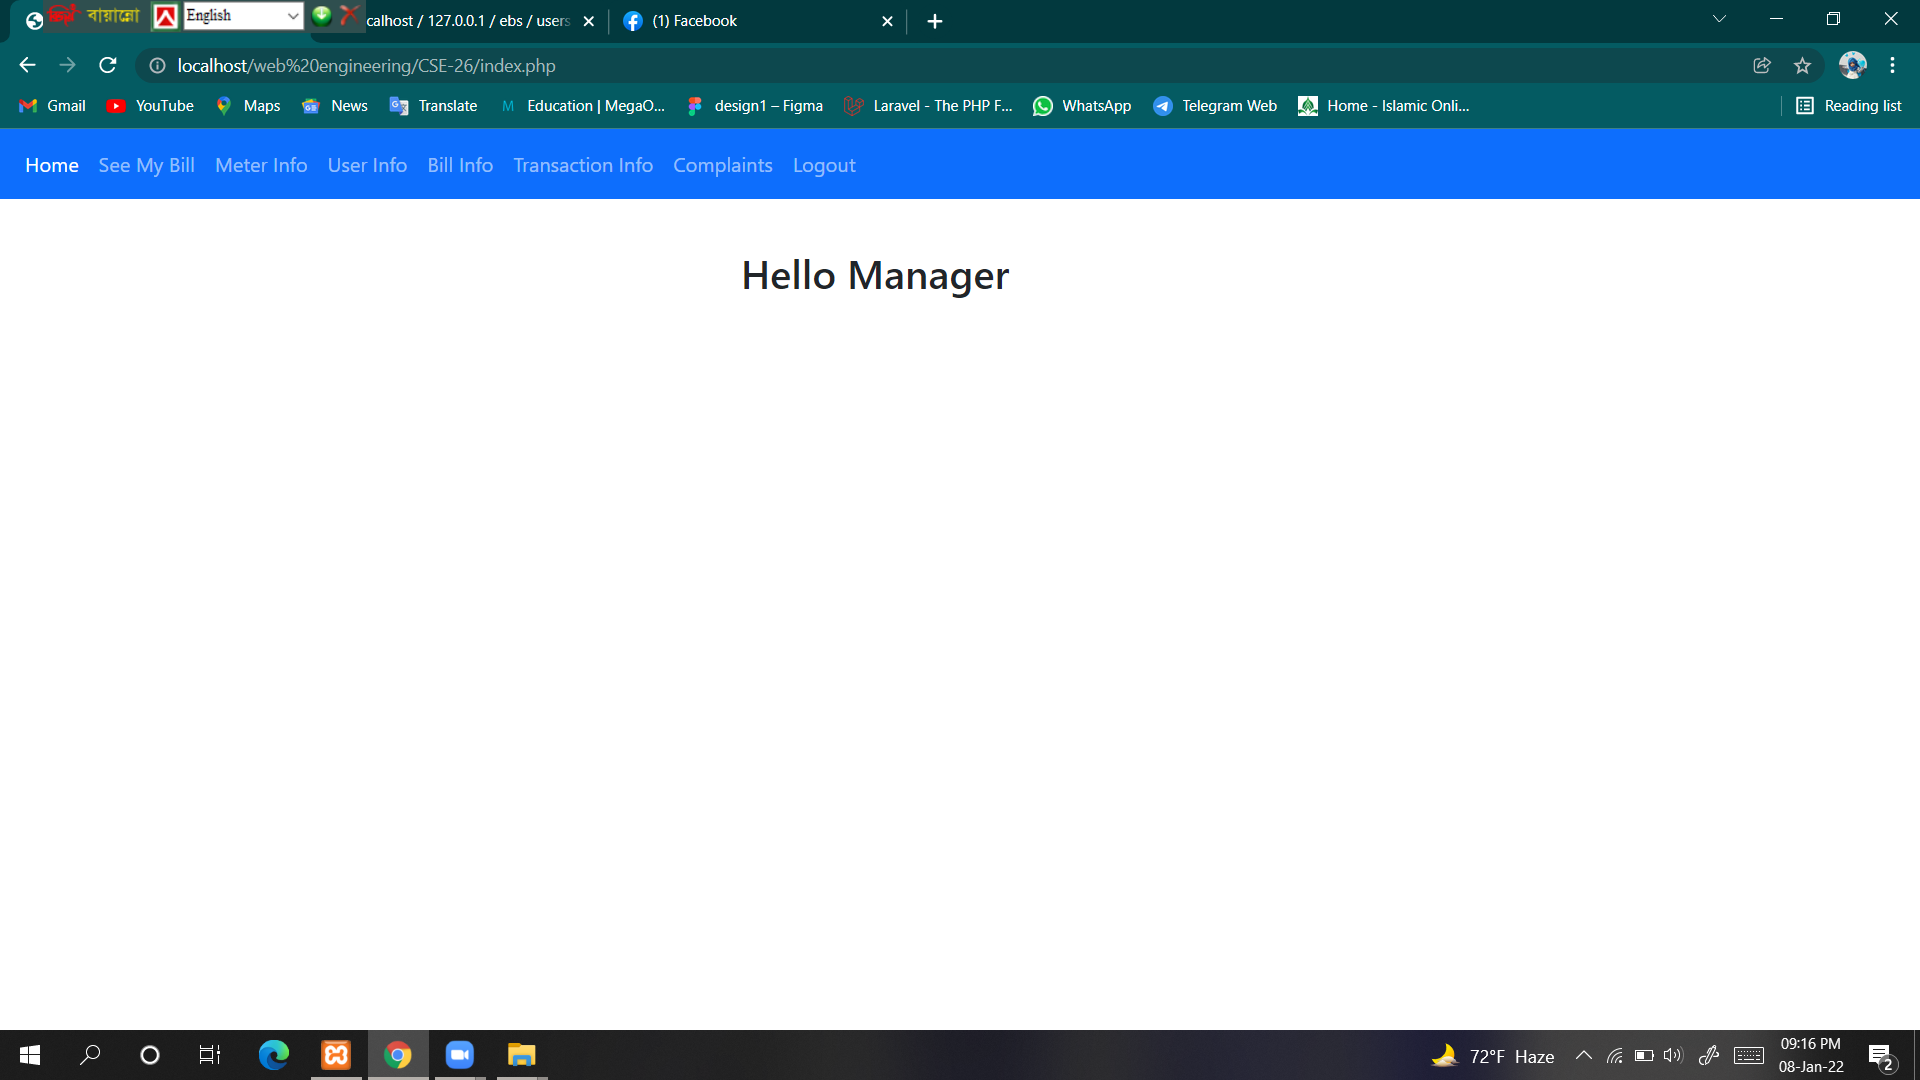 বায়ান্নো English calhost / 127.0.0.1 / ebs / users (1) Facebook
localhost/web%20engineering/CSE-26/index.php
Gmail YouTube Maps News Translate Education | MegaO... design1 – Figma Laravel - The PHP F... WhatsApp Telegram Web Home - Islamic Onli... Reading list
Home See My Bill Meter Info User Info Bill Info Transaction Info Complaints Logout
Hello Manager
72°F Haze
09:16 PM
08-Jan-22
2